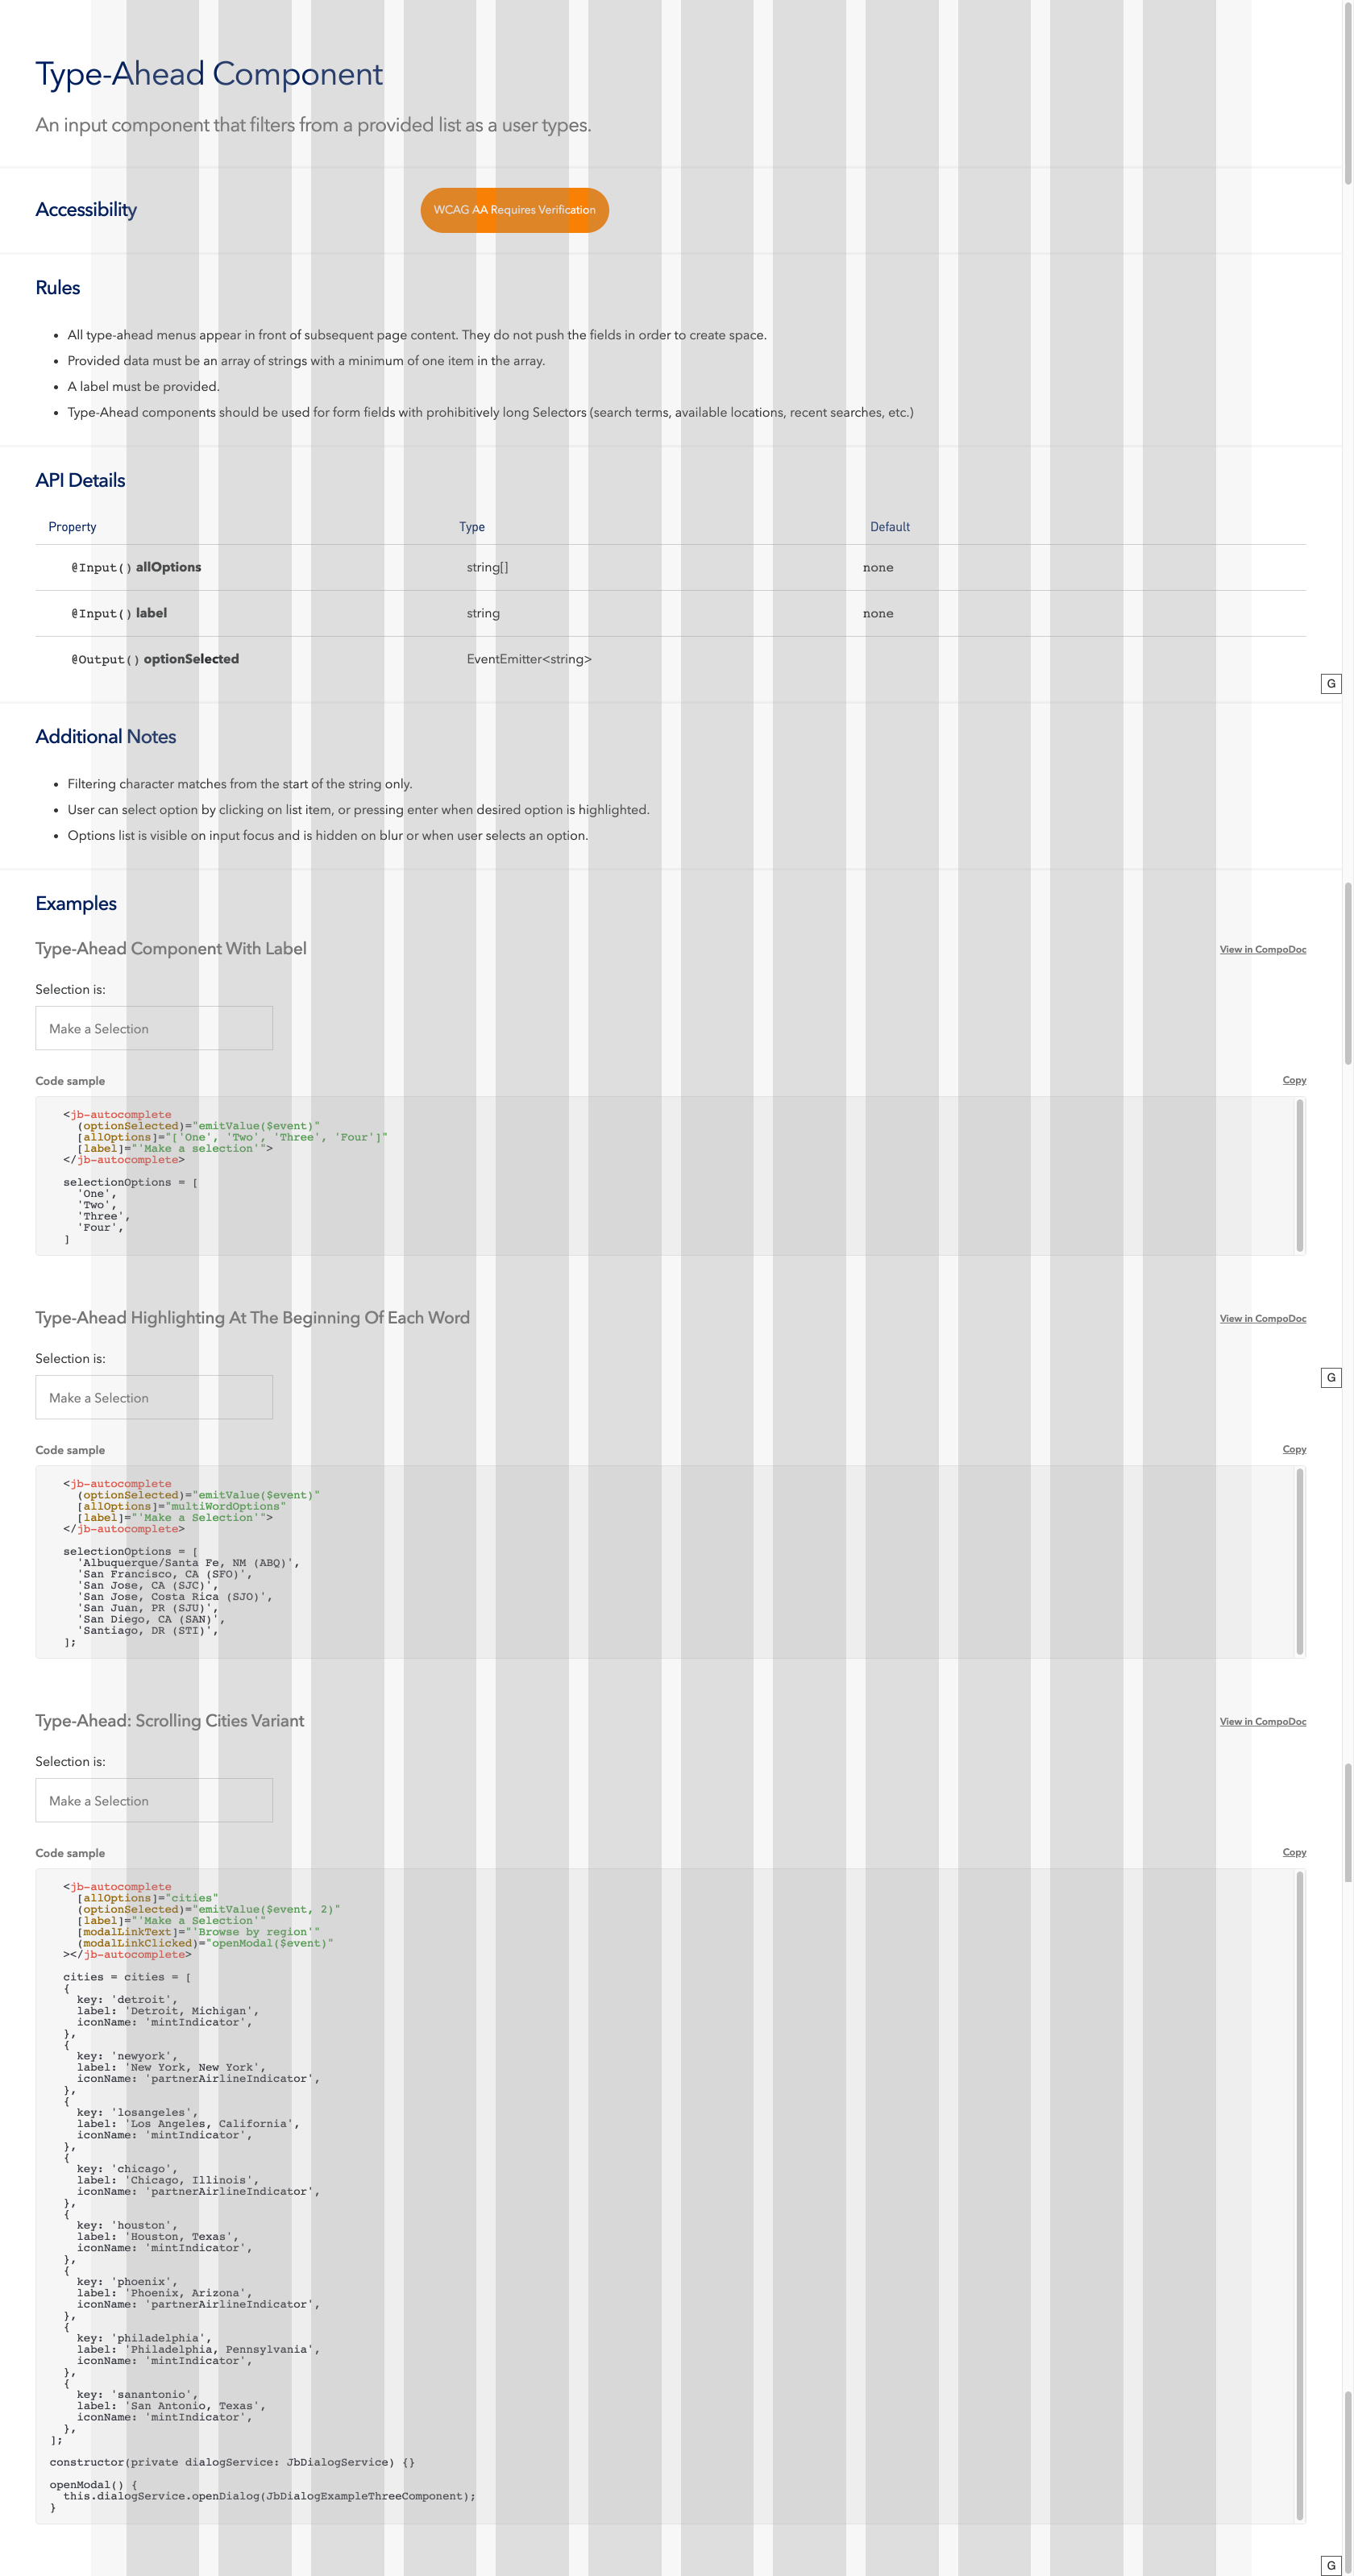 Type-Ahead Component
An input component that filters from a provided list as a user types.
Accessibility
WCAG AA Requires Verification
Rules
• All type-ahead menus appear in front of subsequent page content. They do not push the fields in order to create space.
• Provided data must be an array of strings with a minimum of one item in the array.
• A label must be provided.
• Type-Ahead components should be used for form fields with prohibitively long Selectors (search terms, available locations, recent searches, etc.)
API Details
Property Type Default
@Input() allOptions string[] none
@Input() label string none
@Output() optionSelected EventEmitter<string>
G
Additional Notes
• Filtering character matches from the start of the string only.
• User can select option by clicking on list item, or pressing enter when desired option is highlighted.
• Options list is visible on input focus and is hidden on blur or when user selects an option.
Examples
Type-Ahead Component With Label View in CompoDoc
Selection is:
Make a Selection
Code sample Copy
<jb-autocomplete
(optionSelected)="emitValue($event)"
[allOptions]="['One', 'Two', 'Three', 'Four']"
[label]="'Make a selection'">
</jb-autocomplete>
selectionOptions = [
'One',
'Two',
'Three',
'Four',
]
Type-Ahead Highlighting At The Beginning Of Each Word View in CompoDoc
Selection is:
G
Make a Selection
Code sample Copy
<jb-autocomplete
(optionSelected)="emitValue($event)"
[allOptions]="multiWordOptions"
[label]="'Make a Selection'">
</jb-autocomplete>
selectionOptions = [
'Albuquerque/Santa Fe, NM (ABQ)',
'San Francisco, CA (SFO)',
'San Jose, CA (SJC)',
'San Jose, Costa Rica (SJO)',
'San Juan, PR (SJU)',
'San Diego, CA (SAN)',
'Santiago, DR (STI)',
];
Type-Ahead: Scrolling Cities Variant View in CompoDoc
Selection is:
Make a Selection
Code sample Copy
<jb-autocomplete
[allOptions]="cities"
(optionSelected)="emitValue($event, 2)"
[label]="'Make a Selection'"
[modalLinkText]="'Browse by region'"
(modalLinkClicked)="openModal($event)"
></jb-autocomplete>
cities = cities = [
{
key: 'detroit',
label: 'Detroit, Michigan',
iconName: 'mintIndicator',
},
{
key: 'newyork',
label: 'New York, New York',
iconName: 'partnerAirlineIndicator',
},
{
key: 'losangeles',
label: 'Los Angeles, California',
iconName: 'mintIndicator',
},
{
key: 'chicago',
label: 'Chicago, Illinois',
iconName: 'partnerAirlineIndicator',
},
{
key: 'houston',
label: 'Houston, Texas',
iconName: 'mintIndicator',
},
{
key: 'phoenix',
label: 'Phoenix, Arizona',
iconName: 'partnerAirlineIndicator',
},
{
key: 'philadelphia',
label: 'Philadelphia, Pennsylvania',
iconName: 'mintIndicator',
},
{
key: 'sanantonio',
label: 'San Antonio, Texas',
iconName: 'mintIndicator',
},
];
constructor(private dialogService: JbDialogService) {}
openModal() {
this.dialogService.openDialog(JbDialogExampleThreeComponent);
}
G